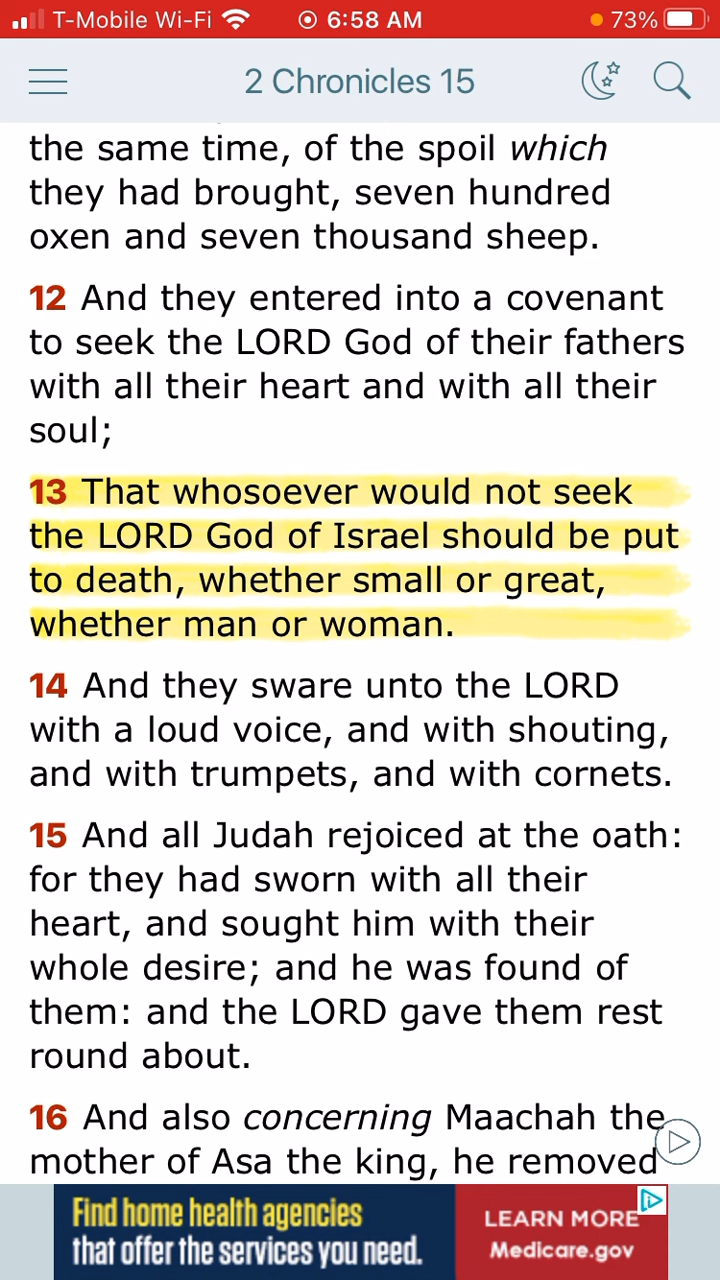 T-Mobile Wi-Fi 6:58 AM 73%
2 Chronicles 15
the same time, of the spoil which
they had brought, seven hundred
oxen and seven thousand sheep.
12 And they entered into a covenant
to seek the LORD God of their fathers
with all their heart and with all their
soul;
13 That whosoever would not seek
the LORD God of Israel should be put
to death, whether small or great,
whether man or woman.
14 And they sware unto the LORD
with a loud voice, and with shouting,
and with trumpets, and with cornets.
15 And all Judah rejoiced at the oath:
for they had sworn with all their
heart, and sought him with their
whole desire; and he was found of
them: and the LORD gave them rest
round about.
16 And also concerning Maachah the
mother of Asa the king, he removed
Find home health agencies
that offer the services you need.
LEARN MORE
Medicare.gov